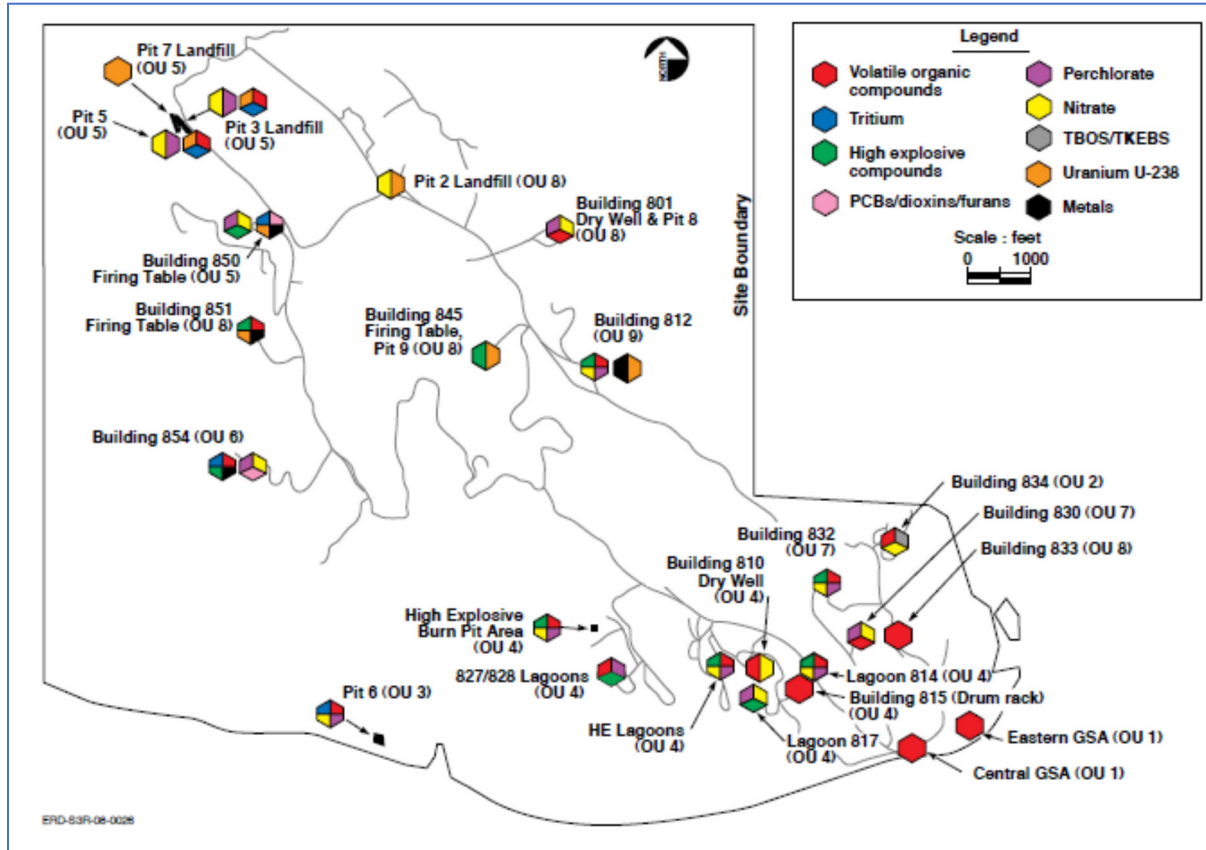 Pit 7 Landfill
(OU 5)
NORTH
Pit 5
(OU 5)
Pit 3 Landfill
(OU 5)
Pit 2 Landfill (OU 8)
Building 801
Dry Well & Pit 8
(OU 8)
Building 850
Firing Table (OU 5)
Building 851
Firing Table (OU 8)
Building 845
Firing Table,
Pit 9 (OU 8)
Building 812
(OU 9)
Site Boundary
Building 854 (OU 6)
Building 834 (OU 2)
Building 830 (OU 7)
Building 833 (OU 8)
Building 832
(OU 7)
Building 810
Dry Well
(OU 4)
High Explosive
Burn Pit Area
(OU 4)
827/828 Lagoons
(OU 4)
Pit 6 (OU 3)
HE Lagoons
(OU 4)
Lagoon 817
(OU 4)
Lagoon 814 (OU 4)
Building 815 (Drum rack)
(OU 4)
Eastern GSA (OU 1)
Central GSA (OU 1)
ERD-S3R-08-0026
Legend
Volatile organic
compounds
Tritium
High explosive
compounds
PCBs/dioxins/furans
Perchlorate
Nitrate
TBOS/TKEBS
Uranium U-238
Metals
Scale : feet
0 1000